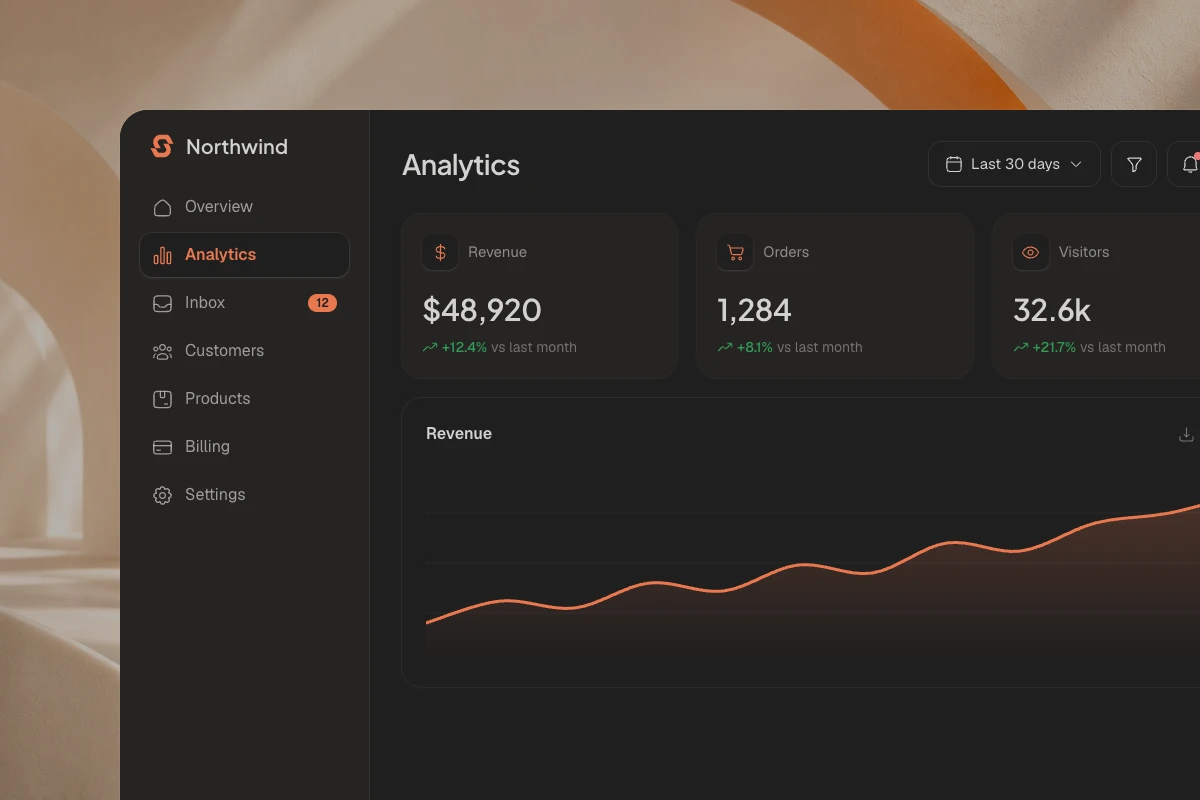 Northwind
Overview
Analytics
Inbox 12
Customers
Products
Billing
Settings
Analytics
Last 30 days
Revenue
$48,920
+12.4% vs last month
Orders
1,284
+8.1% vs last month
Visitors
32.6k
+21.7% vs last month
Revenue